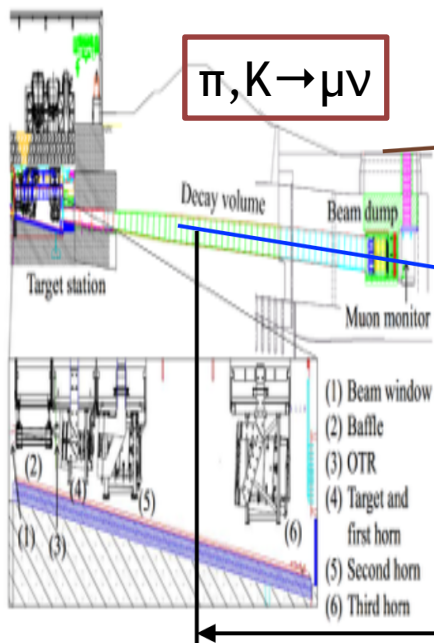 π,K→μν
Decay volume
Beam dump
Target station
Muon monitor
(1) Beam window
(2) Baffle
(3) OTR
(4) Target and
first horn
(5) Second horn
(6) Third horn
(2)
(4)
(5)
(6)
(1)
(3)